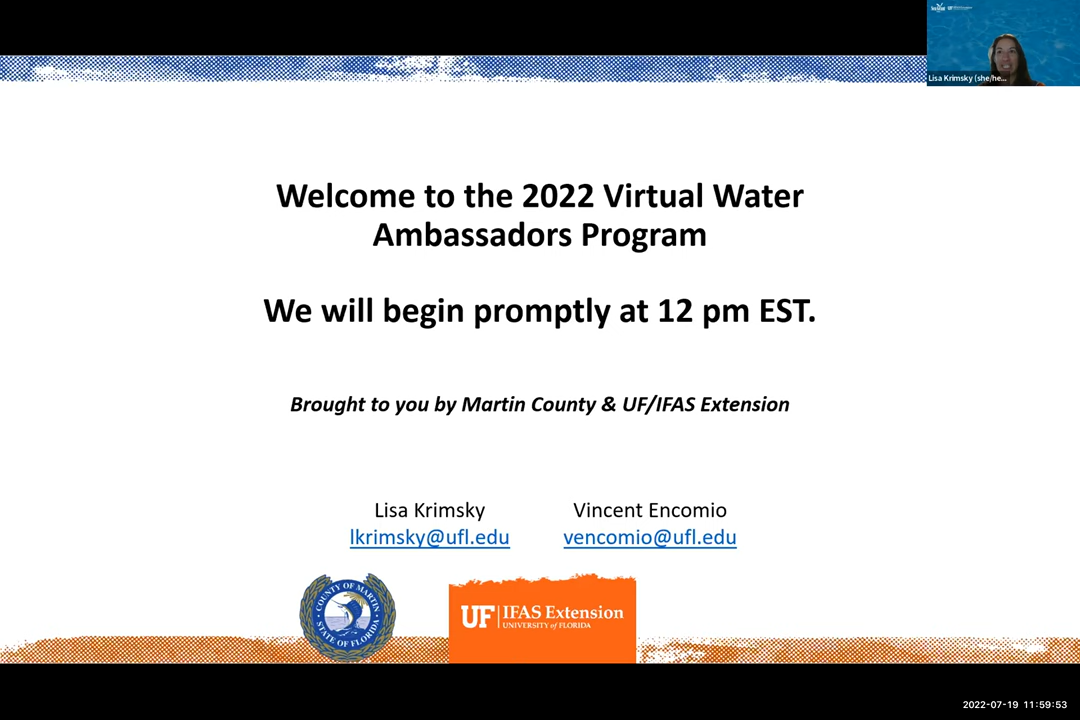 Lisa Krimsky (she/he...
Welcome to the 2022 Virtual Water
Ambassadors Program
We will begin promptly at 12 pm EST.
Brought to you by Martin County & UF/IFAS Extension
Lisa Krimsky
lkrimsky@ufl.edu
Vincent Encomio
vencomio@ufl.edu
COUNTY OF MARTIN
STATE OF FLORIDA
UF IFAS Extension
UNIVERSITY of FLORIDA
2022-07-19 11:59:53